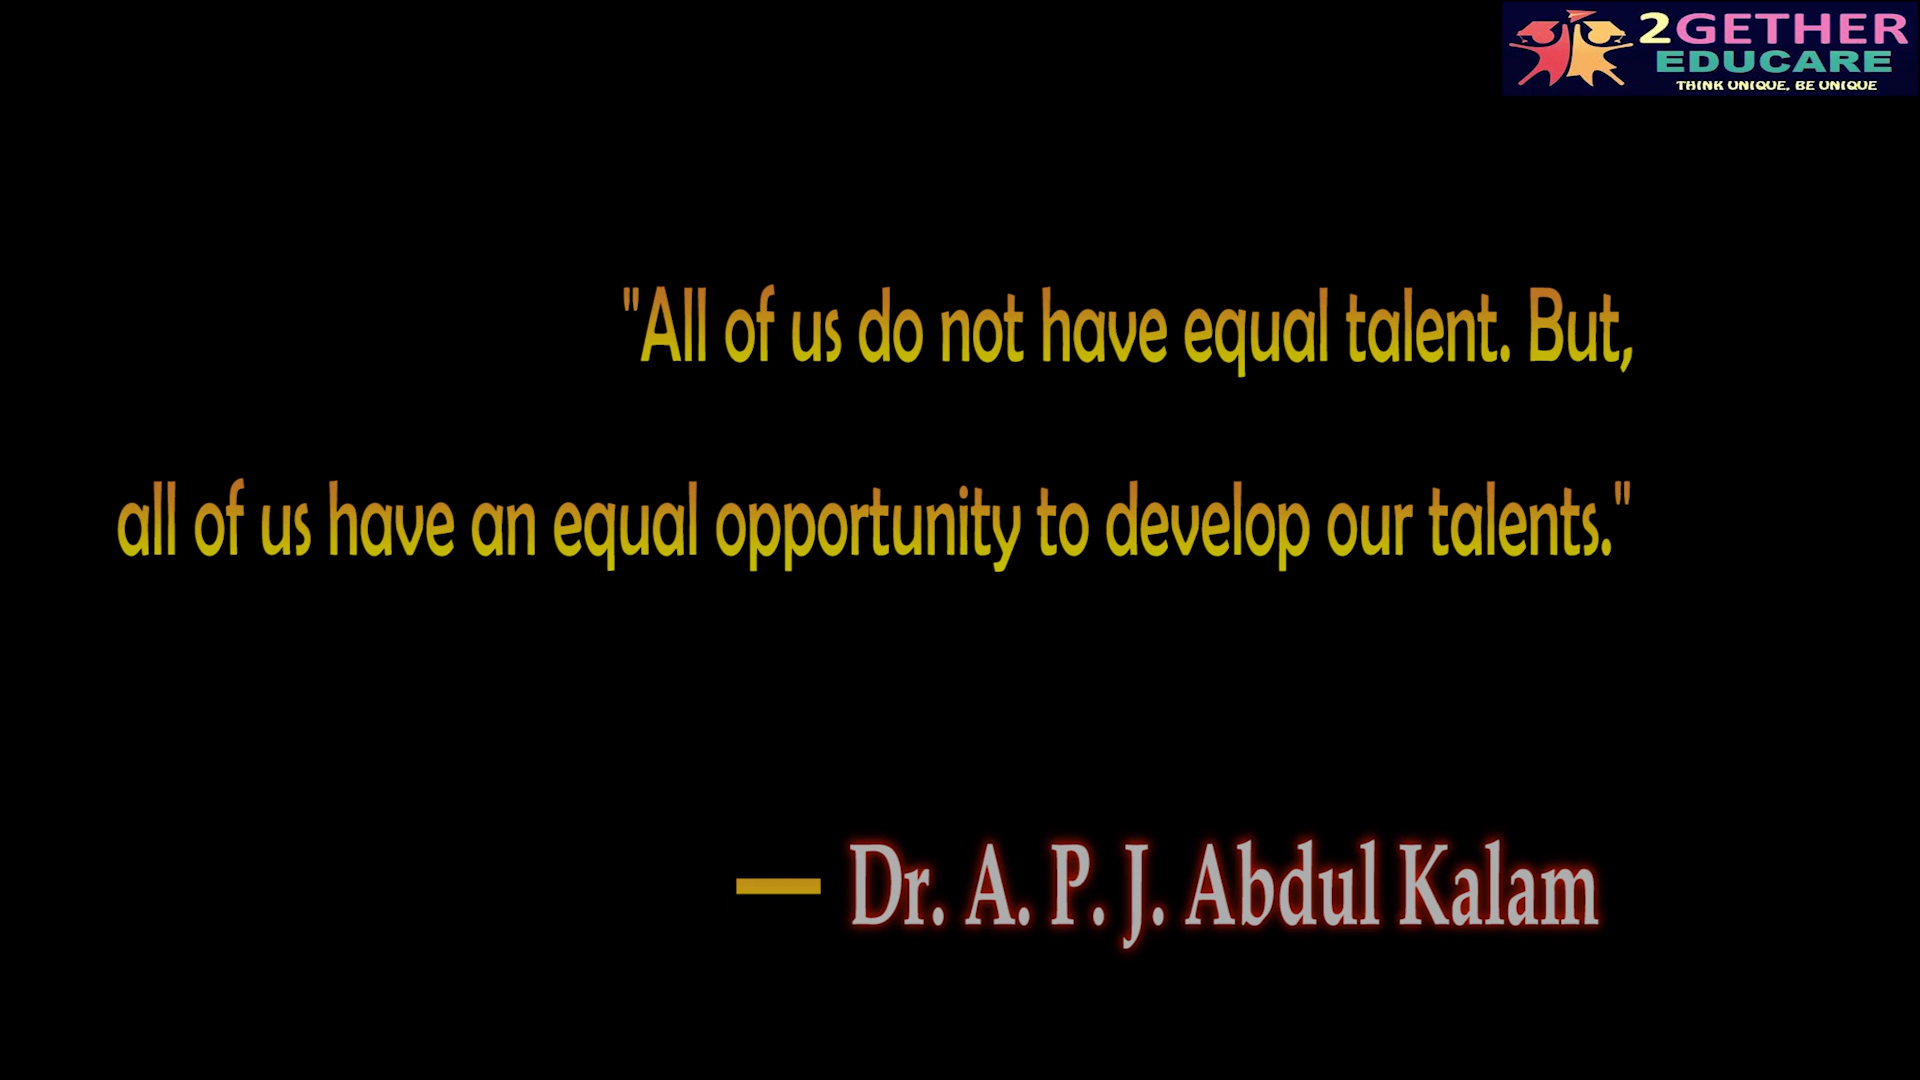 2GETHER
EDUCARE
THINK UNIQUE, BE UNIQUE
"All of us do not have equal talent. But,
all of us have an equal opportunity to develop our talents."
— Dr. A. P. J. Abdul Kalam